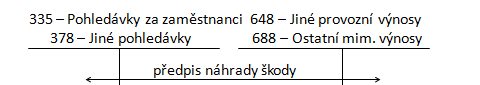 335 – Pohledávky za zaměstnanci 648 – Jiné provozní výnosy
378 – Jiné pohledávky 688 – Ostatní mim. výnosy
předpis náhrady škody